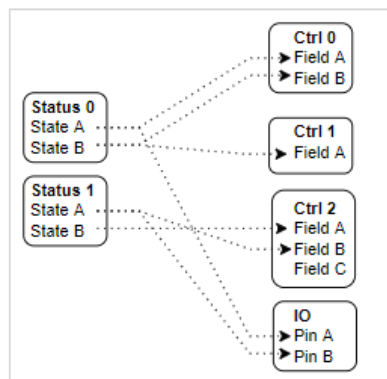 Status 0
State A
State B
Status 1
State A
State B
Ctrl 0
Field A
Field B
Ctrl 1
Field A
Ctrl 2
Field A
Field B
Field C
IO
Pin A
Pin B